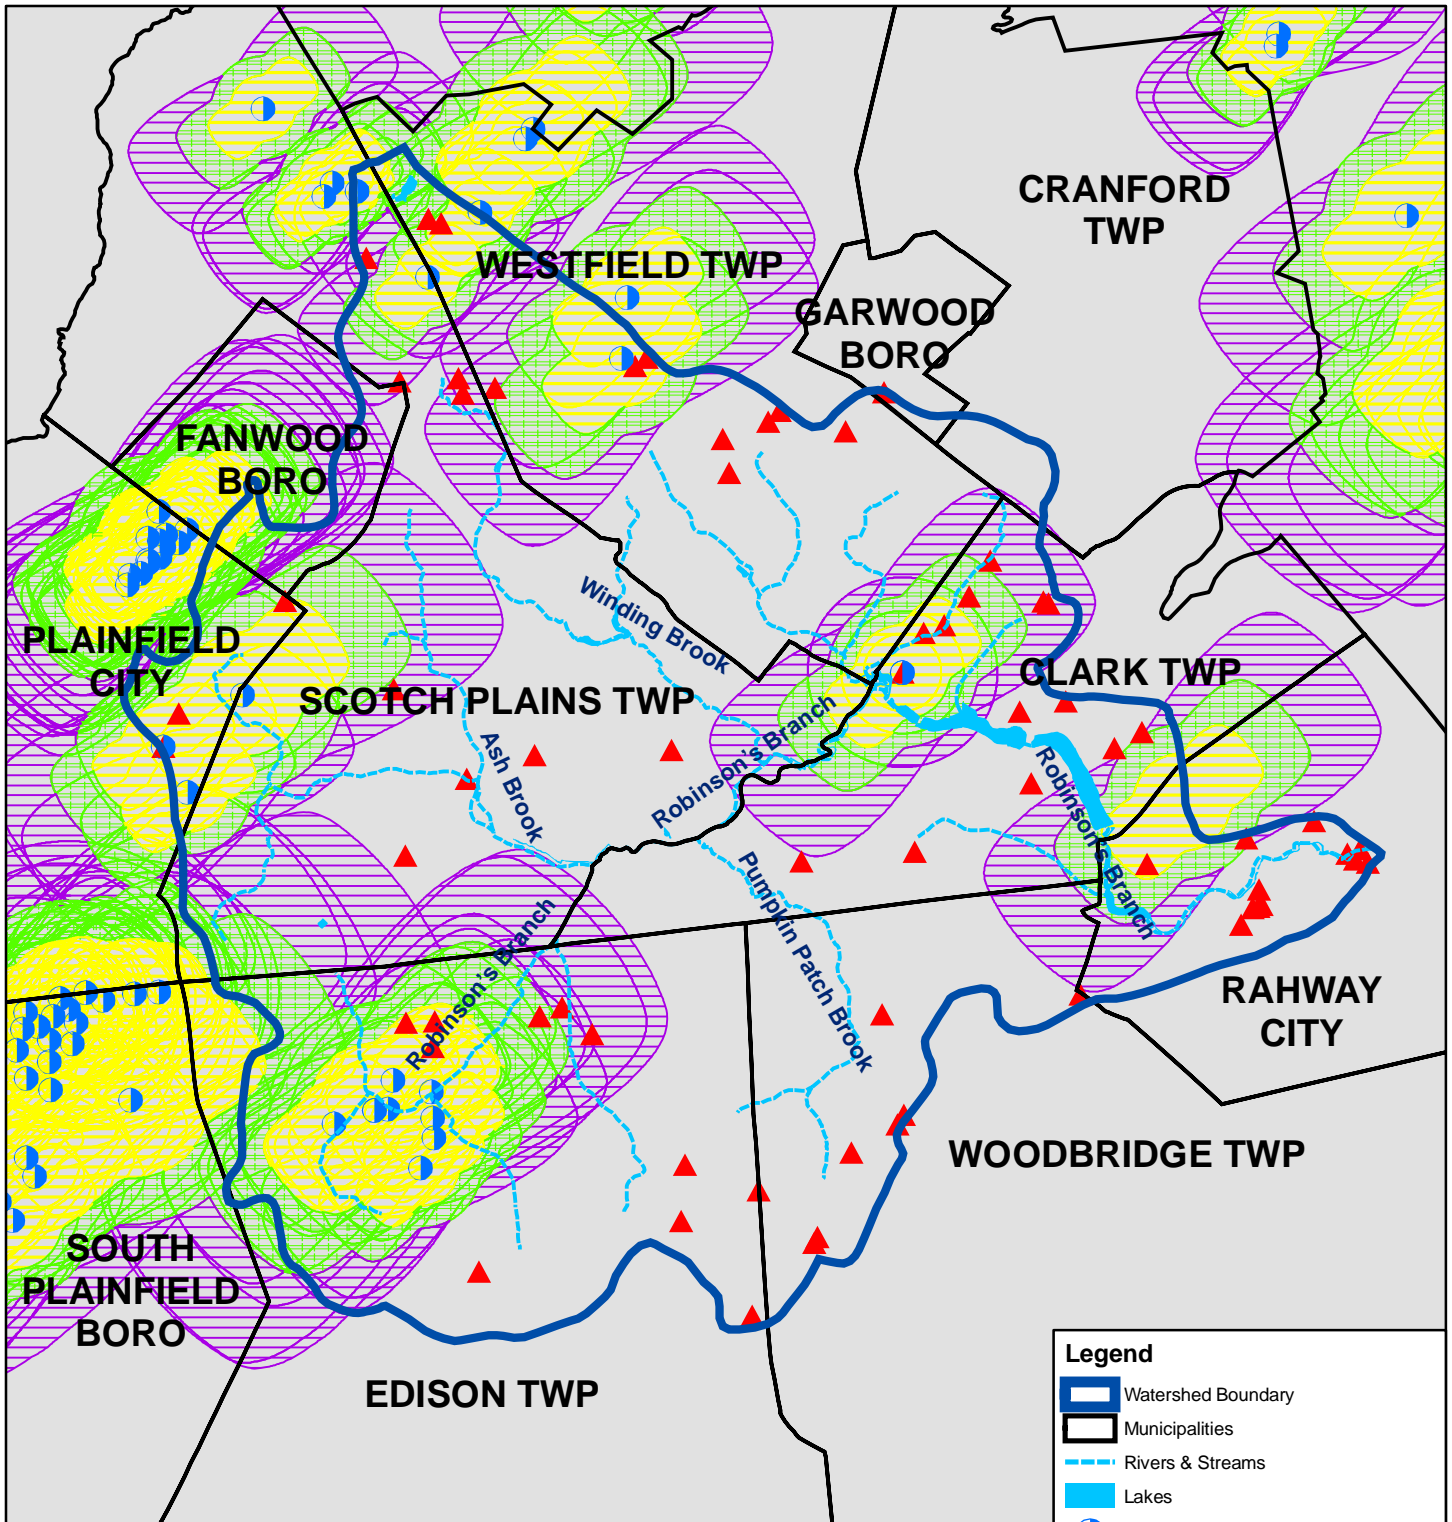 CRANFORD
TWP
WESTFIELD TWP
GARWOOD
BORO
FANWOOD
BORO
Winding Brook
PLAINFIELD
CITY
SCOTCH PLAINS TWP
CLARK TWP
Robinson's Branch
Ash Brook
Robinson's Branch
Pumpkin Patch Brook
Robinson's Branch
RAHWAY
CITY
WOODBRIDGE TWP
SOUTH
PLAINFIELD
BORO
EDISON TWP
Legend
Watershed Boundary
Municipalities
Rivers & Streams
Lakes